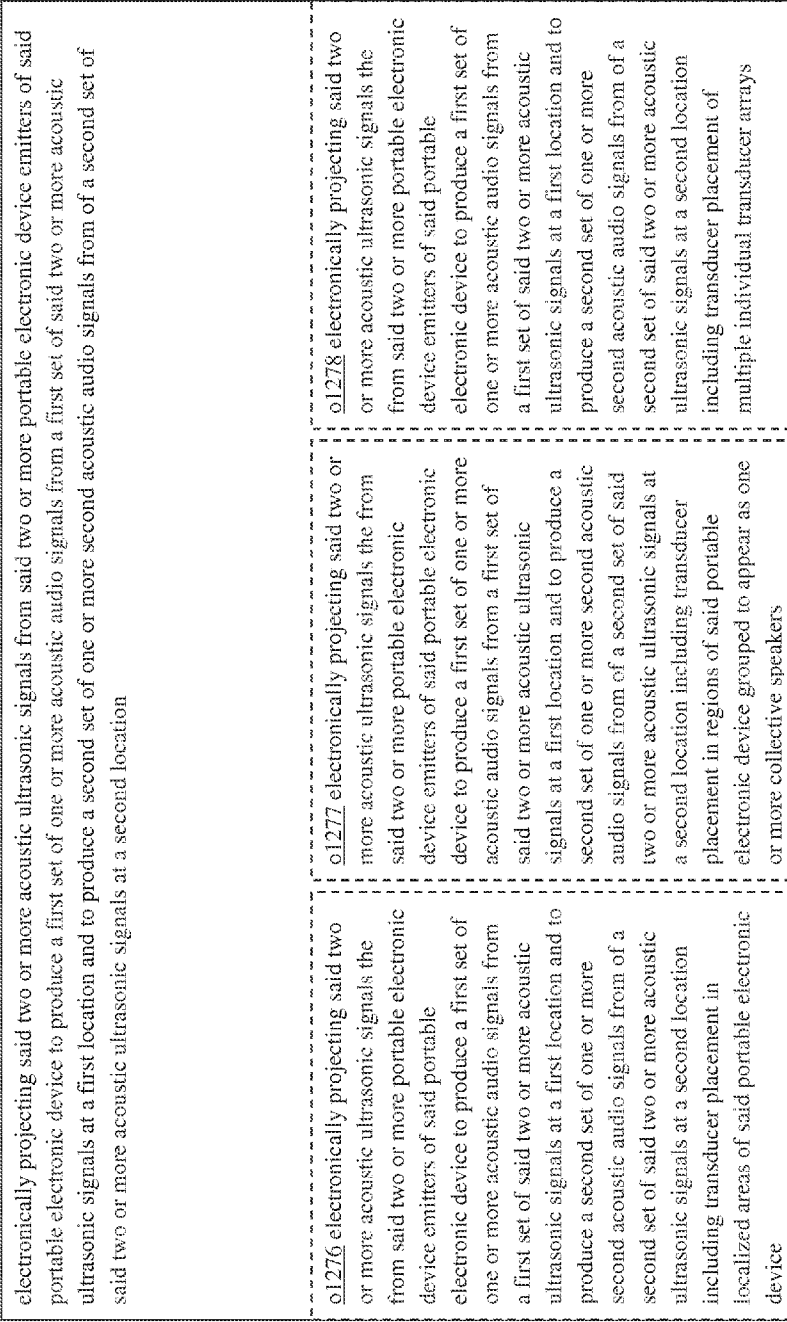 electronically projecting said two or more acoustic ultrasonic signals from said two or more portable electronic device emitters of said
portable electronic device to produce a first set of one or more acoustic audio signals from a first set of said two or more acoustic
ultrasonic signals at a first location and to produce a second set of one or more second acoustic audio signals from of a second set of
said two or more acoustic ultrasonic signals at a second location
o1276 electronically projecting said two
or more acoustic ultrasonic signals the
from said two or more portable electronic
device emitters of said portable
electronic device to produce a first set of
one or more acoustic audio signals from
a first set of said two or more acoustic
ultrasonic signals at a first location and to
produce a second set of one or more
second acoustic audio signals from of a
second set of said two or more acoustic
ultrasonic signals at a second location
including transducer placement in
localized areas of said portable electronic
device
o1277 electronically projecting said two or
more acoustic ultrasonic signals the from
said two or more portable electronic
device emitters of said portable electronic
device to produce a first set of one or more
acoustic audio signals from a first set of
said two or more acoustic ultrasonic
signals at a first location and to produce a
second set of one or more second acoustic
audio signals from of a second set of said
two or more acoustic ultrasonic signals at
a second location including transducer
placement in regions of said portable
electronic device grouped to appear as one
or more collective speakers
o1278 electronically projecting said two
or more acoustic ultrasonic signals the
from said two or more portable electronic
device emitters of said portable
electronic device to produce a first set of
one or more acoustic audio signals from
a first set of said two or more acoustic
ultrasonic signals at a first location and to
produce a second set of one or more
second acoustic audio signals from of a
second set of said two or more acoustic
ultrasonic signals at a second location
including transducer placement of
multiple individual transducer arrays